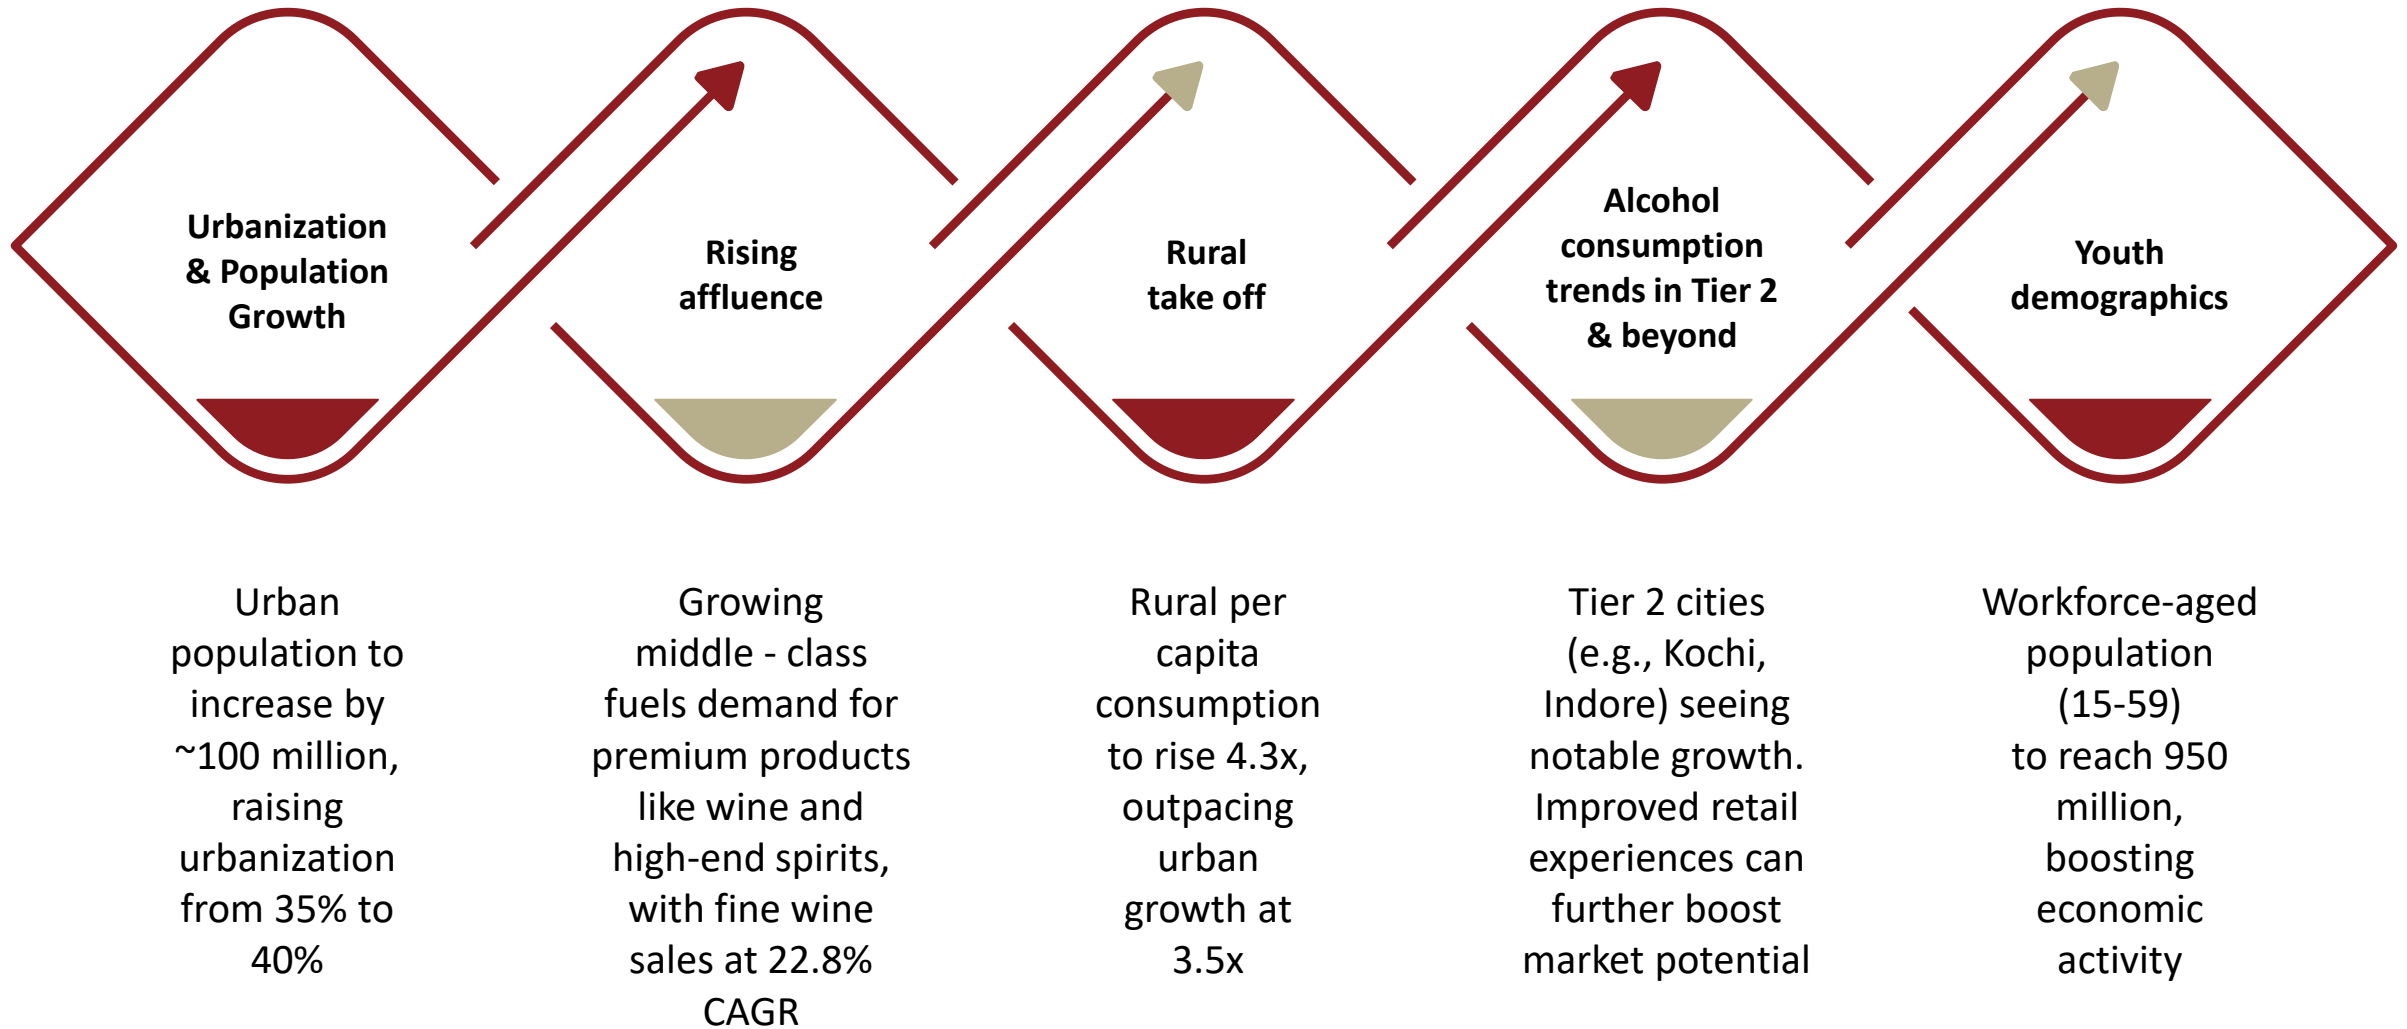 Urbanization
& Population
Growth
Rising
affluence
Rural
take off
Alcohol
consumption
trends in Tier 2
& beyond
Youth
demographics
Urban
population to
increase by
~100 million,
raising
urbanization
from 35% to
40%
Growing
middle - class
fuels demand for
premium products
like wine and
high-end spirits,
with fine wine
sales at 22.8%
CAGR
Rural per
capita
consumption
to rise 4.3x,
outpacing
urban
growth at
3.5x
Tier 2 cities
(e.g., Kochi,
Indore) seeing
notable growth.
Improved retail
experiences can
further boost
market potential
Workforce-aged
population
(15-59)
to reach 950
million,
boosting
economic
activity